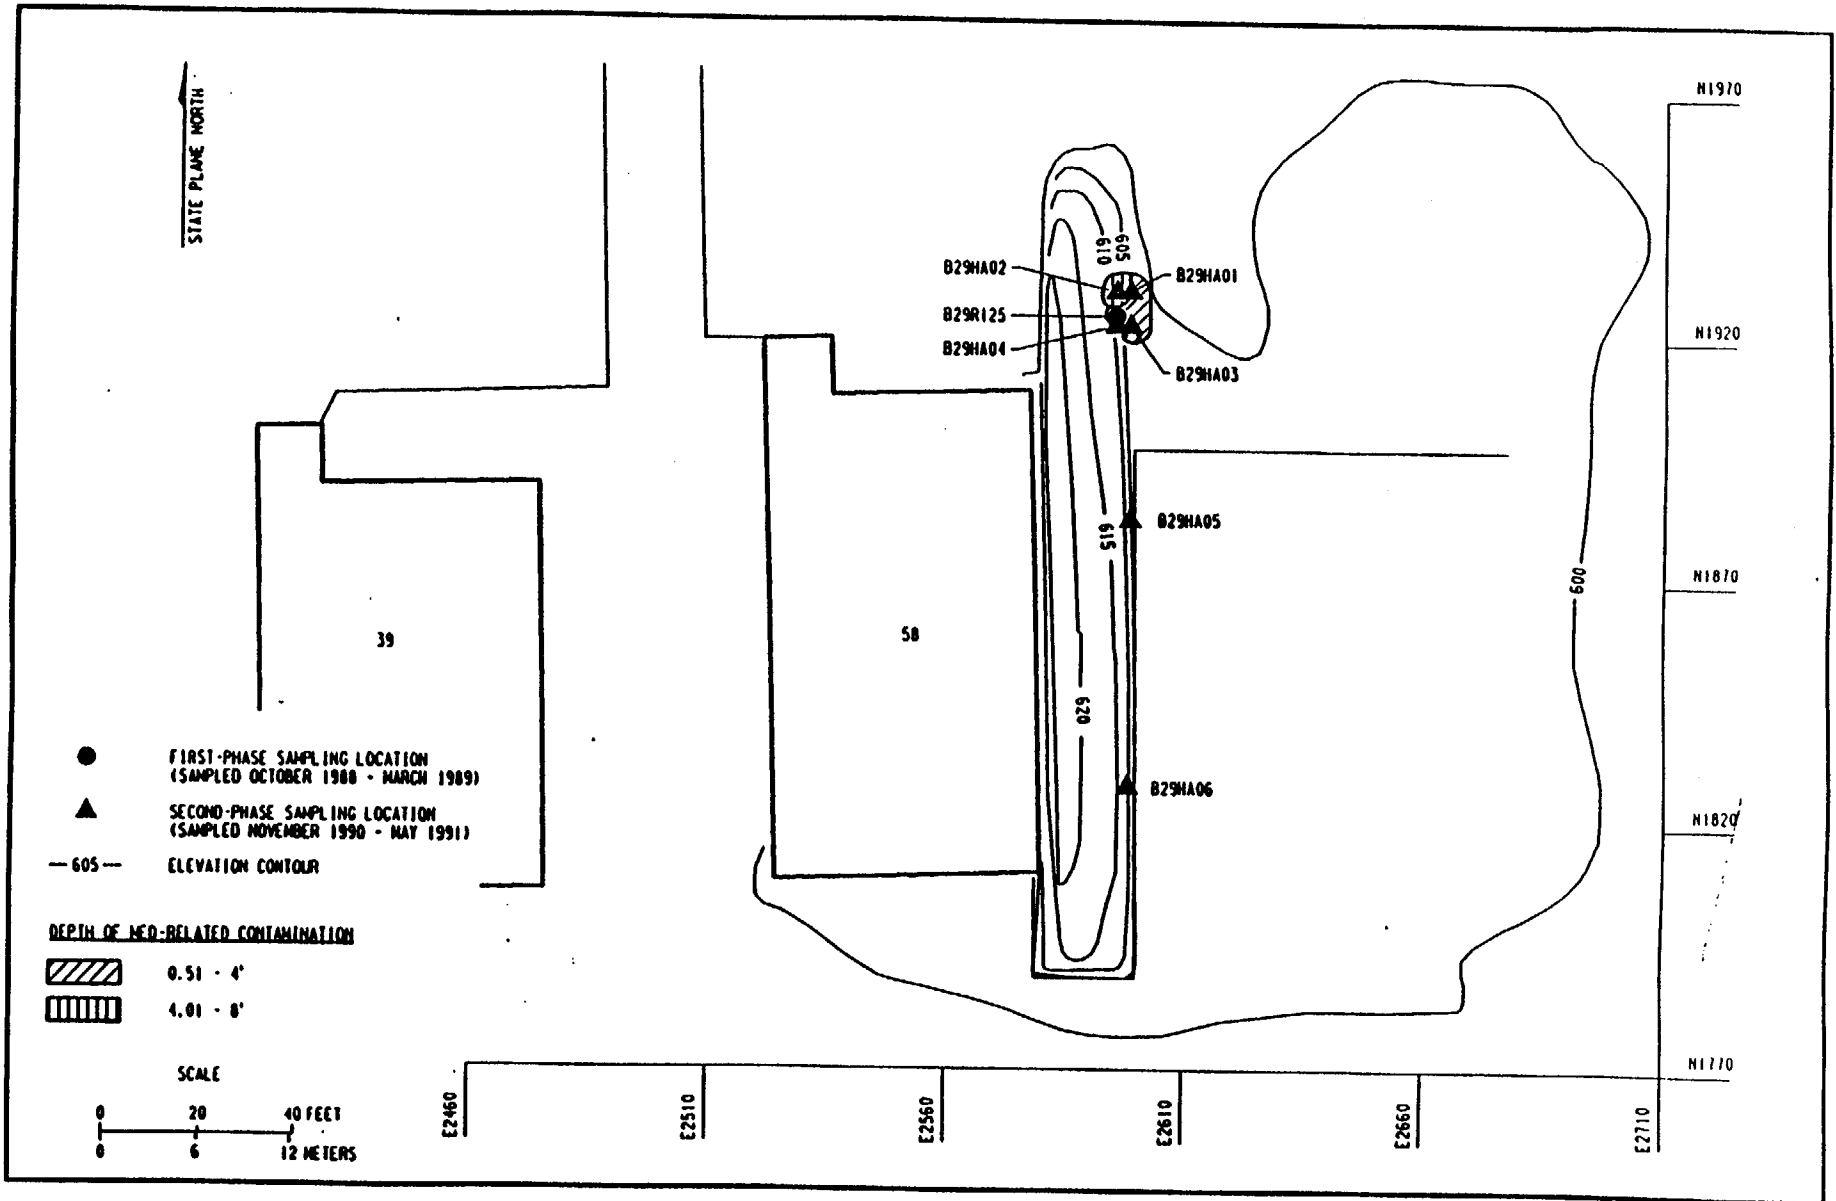 STATE PLANE NORTH
N1970
605
610
B29HA02
B29HA01
B29R125
B29HA04
B29HA03
N1920
B29HA05
615
600
N1870
39
58
620
B29HA06
N1820
FIRST-PHASE SAMPLING LOCATION
(SAMPLED OCTOBER 1988 - MARCH 1989)
SECOND-PHASE SAMPLING LOCATION
(SAMPLED NOVEMBER 1990 - MAY 1991)
—605— ELEVATION CONTOUR
DEPTH OF MED-RELATED CONTAMINATION
0.51 - 4'
4.01 - 8'
SCALE
0 20 40 FEET
0 6 12 METERS
N1770
E2460
E2510
E2560
E2610
E2660
E2710